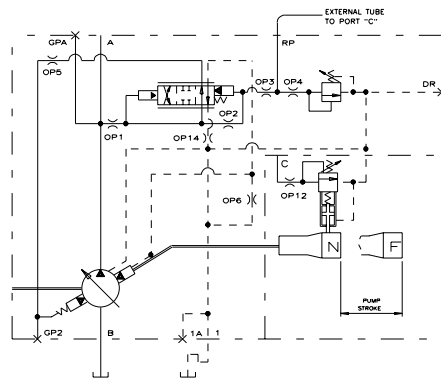 EXTERNAL TUBE
TO PORT "C"
GPA
A
RP
OP5
OP3
OP4
DR
OP1
OP2
OP14
C
OP12
OP6
N
F
PUMP
STROKE
GP2
B
1A
1